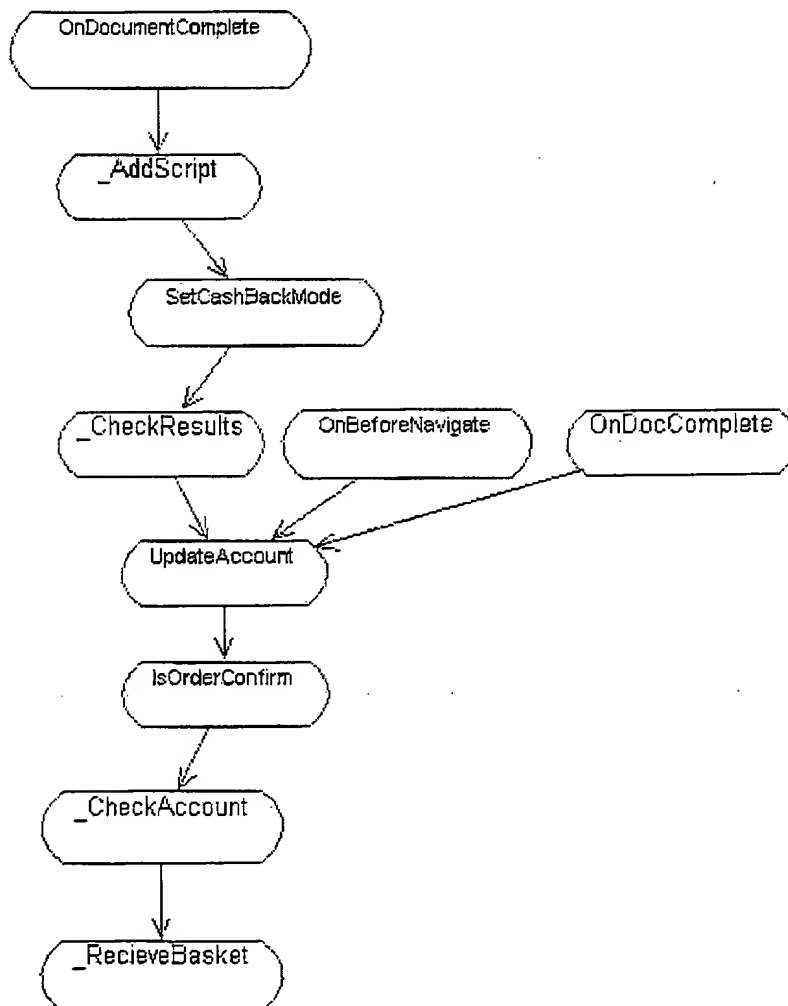 OnDocumentComplete
_AddScript
SetCashBackMode
_CheckResults
OnBeforeNavigate
OnDocComplete
UpdateAccount
IsOrderConfirm
_CheckAccount
_RecieveBasket